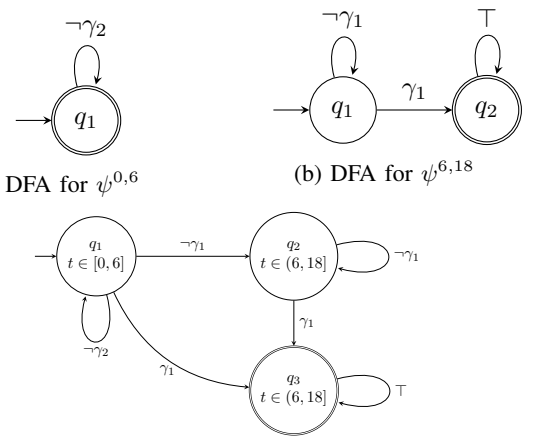 ¬γ₂
q₁
DFA for ψ⁰,⁶
¬γ₁
q₁
γ₁
⊤
q₂
(b) DFA for ψ⁶,¹⁸
q₁
t ∈ [0, 6]
¬γ₂
¬γ₁
q₂
t ∈ (6, 18]
¬γ₁
γ₁
γ₁
q₃
t ∈ (6, 18]
⊤